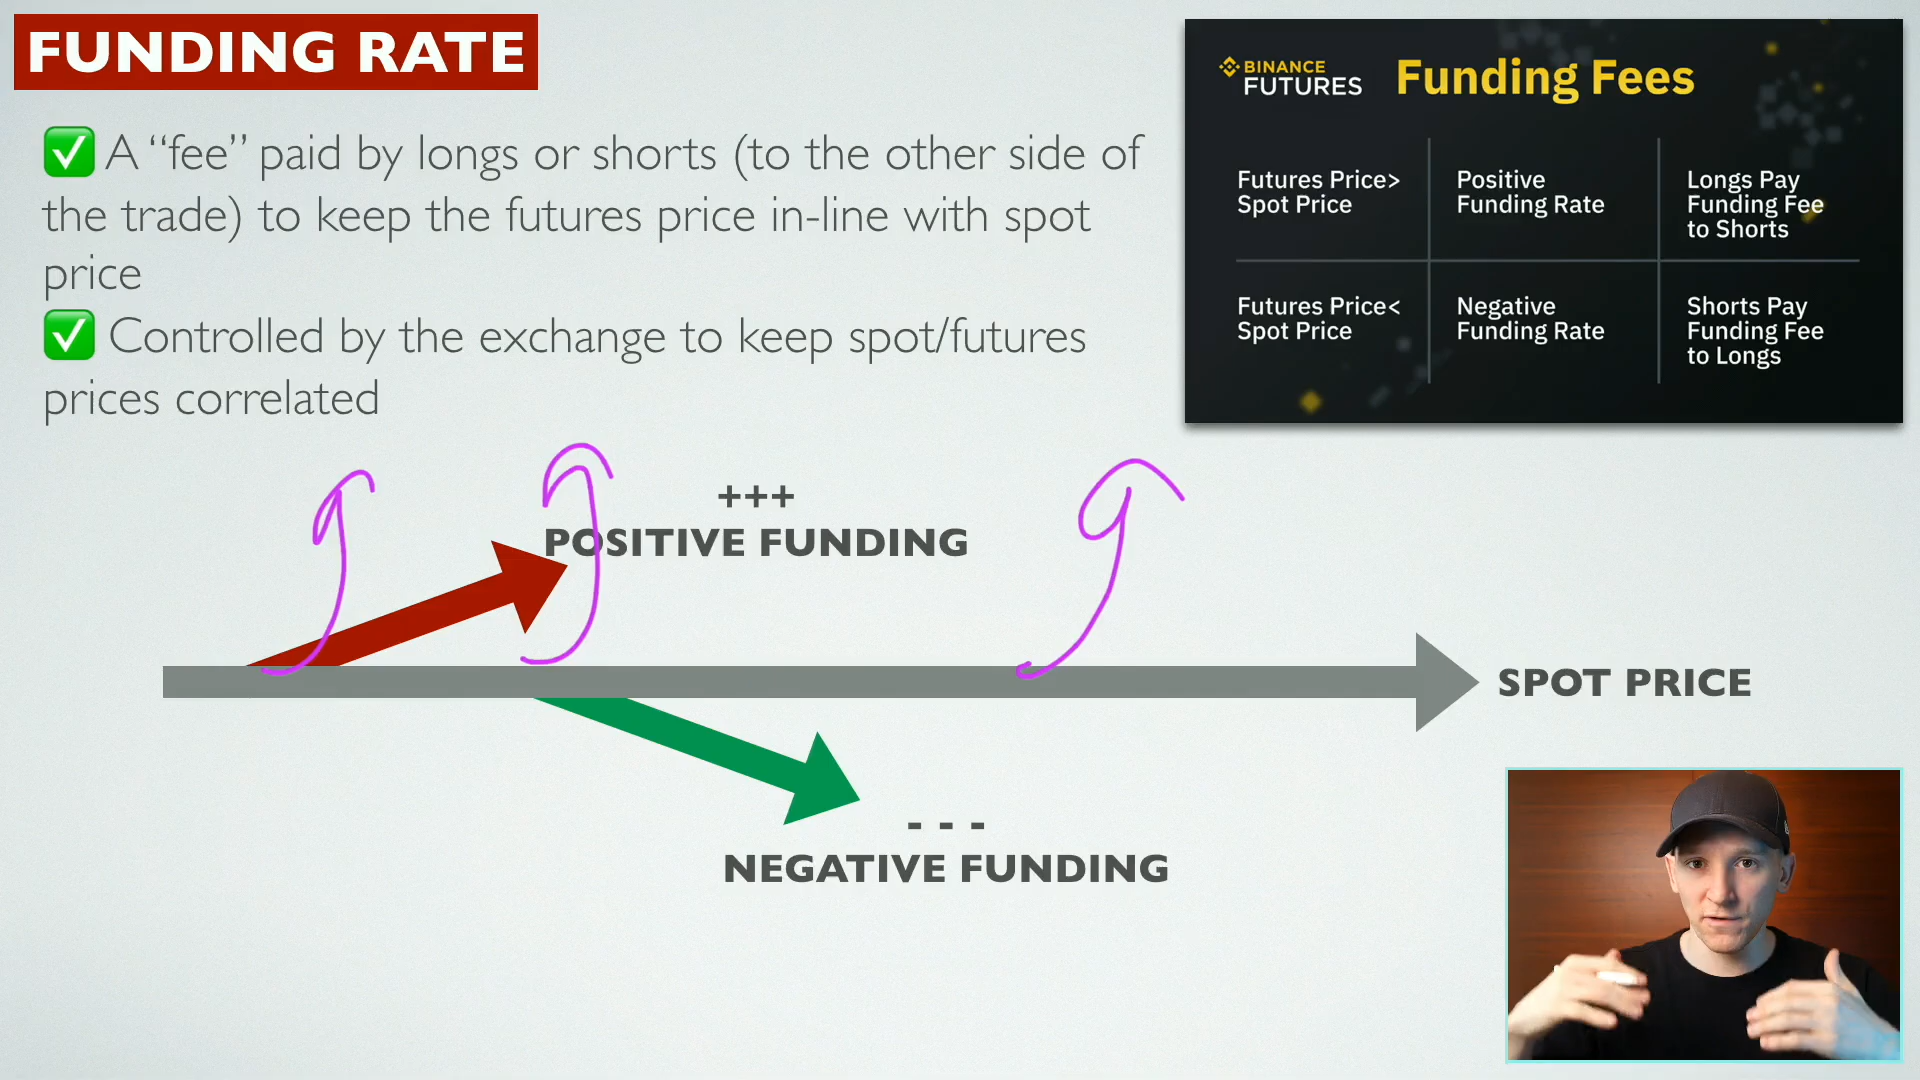 FUNDING RATE
✅ A “fee” paid by longs or shorts (to the other side of
the trade) to keep the futures price in-line with spot
price
✅ Controlled by the exchange to keep spot/futures
prices correlated
BINANCE
FUTURES
Funding Fees
Futures Price>
Spot Price
Positive
Funding Rate
Longs Pay
Funding Fee
to Shorts
Futures Price<
Spot Price
Negative
Funding Rate
Shorts Pay
Funding Fee
to Longs
+++
POSITIVE FUNDING
SPOT PRICE
- - -
NEGATIVE FUNDING